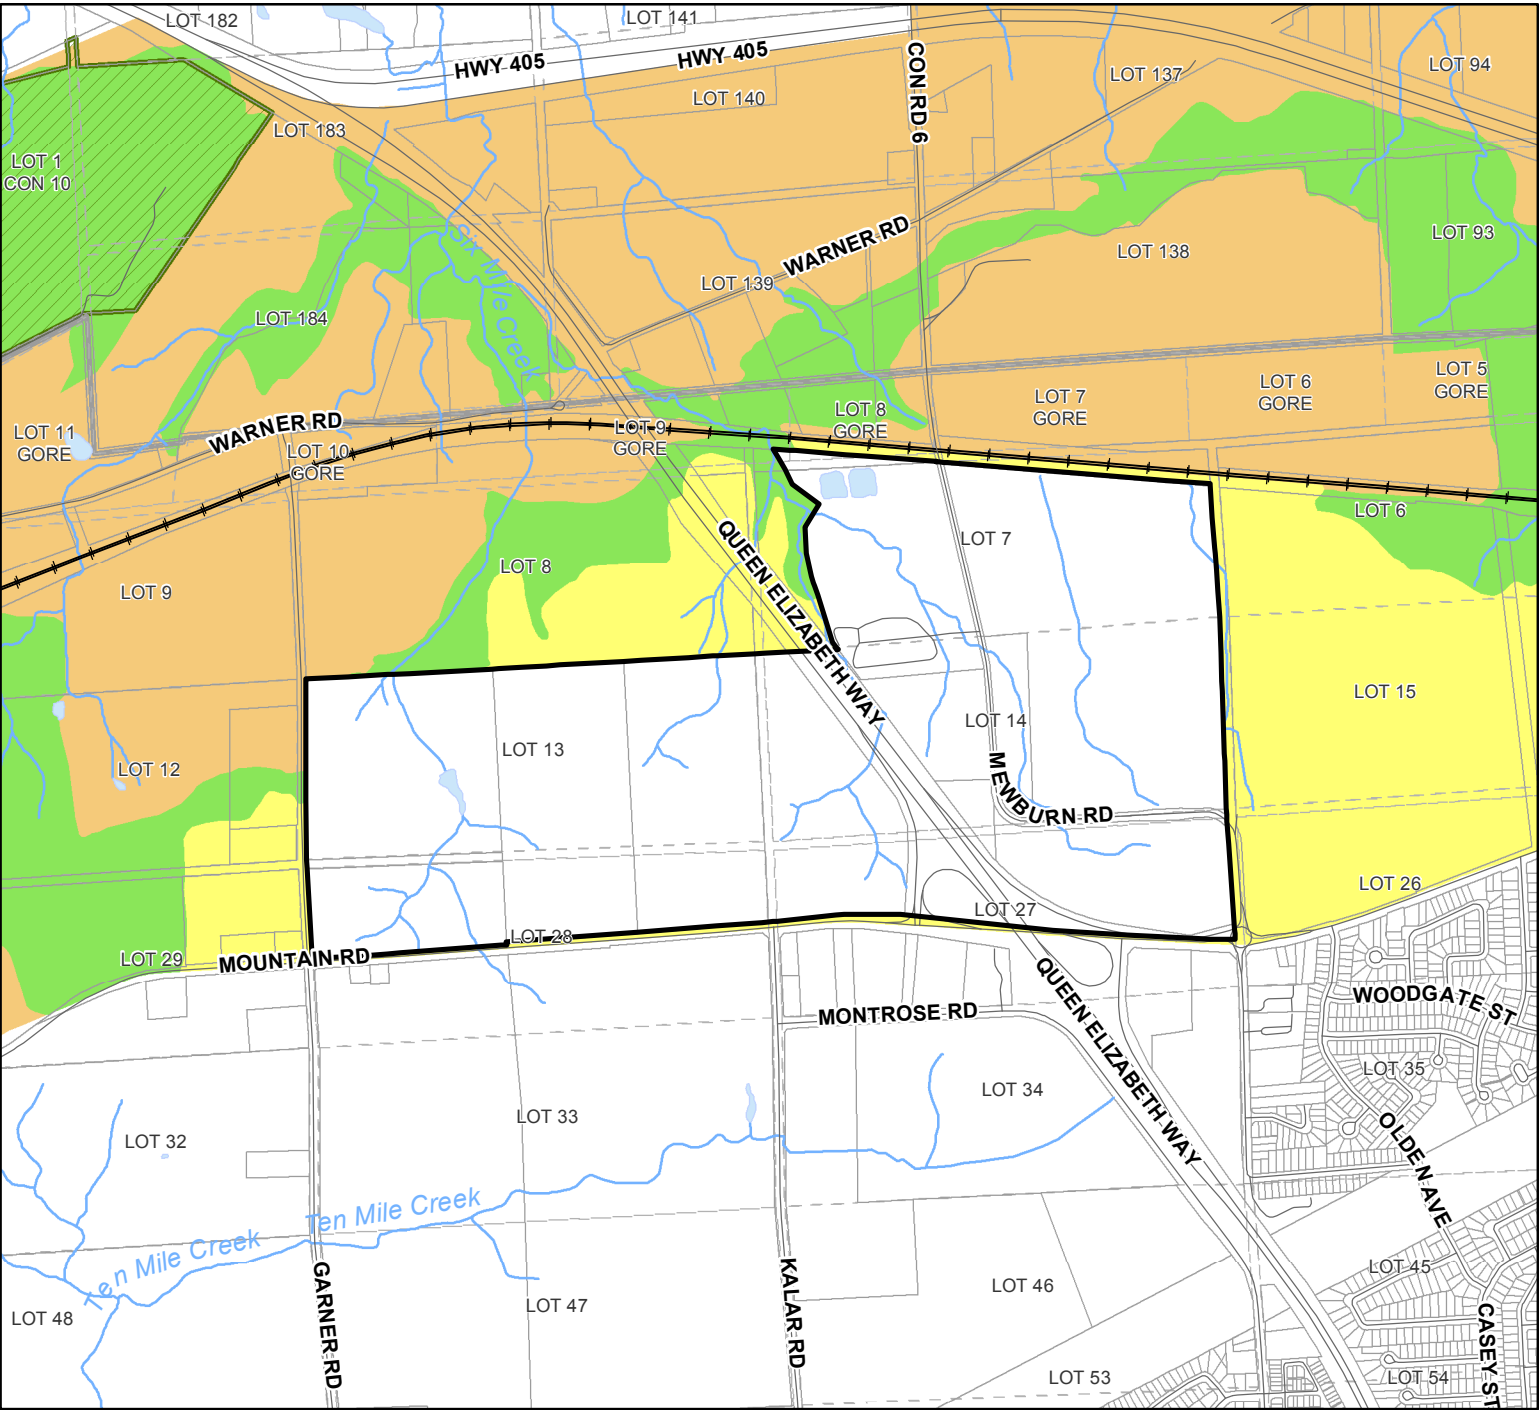 LOT 182
LOT 141
HWY 405
HWY 405
CON RD 6
LOT 137
LOT 94
LOT 140
LOT 183
LOT 1
CON 10
Six Mile Creek
WARNER RD
LOT 93
LOT 138
LOT 139
LOT 184
LOT 5
GORE
LOT 6
GORE
LOT 7
GORE
LOT 8
GORE
WARNER RD
LOT 9
GORE
LOT 11
GORE
LOT 10
GORE
LOT 6
QUEEN ELIZABETH WAY
LOT 7
LOT 8
LOT 9
LOT 15
LOT 14
LOT 13
LOT 12
MEWBURN RD
LOT 26
LOT 27
LOT 28
LOT 29
MOUNTAIN RD
QUEEN ELIZABETH WAY
WOODGATE ST
MONTROSE RD
LOT 35
LOT 34
LOT 33
LOT 32
OLDEN AVE
Ten Mile Creek
Ten Mile Creek
GARNER RD
KALAR RD
LOT 45
LOT 46
LOT 47
LOT 48
CASEY ST
LOT 53
LOT 54